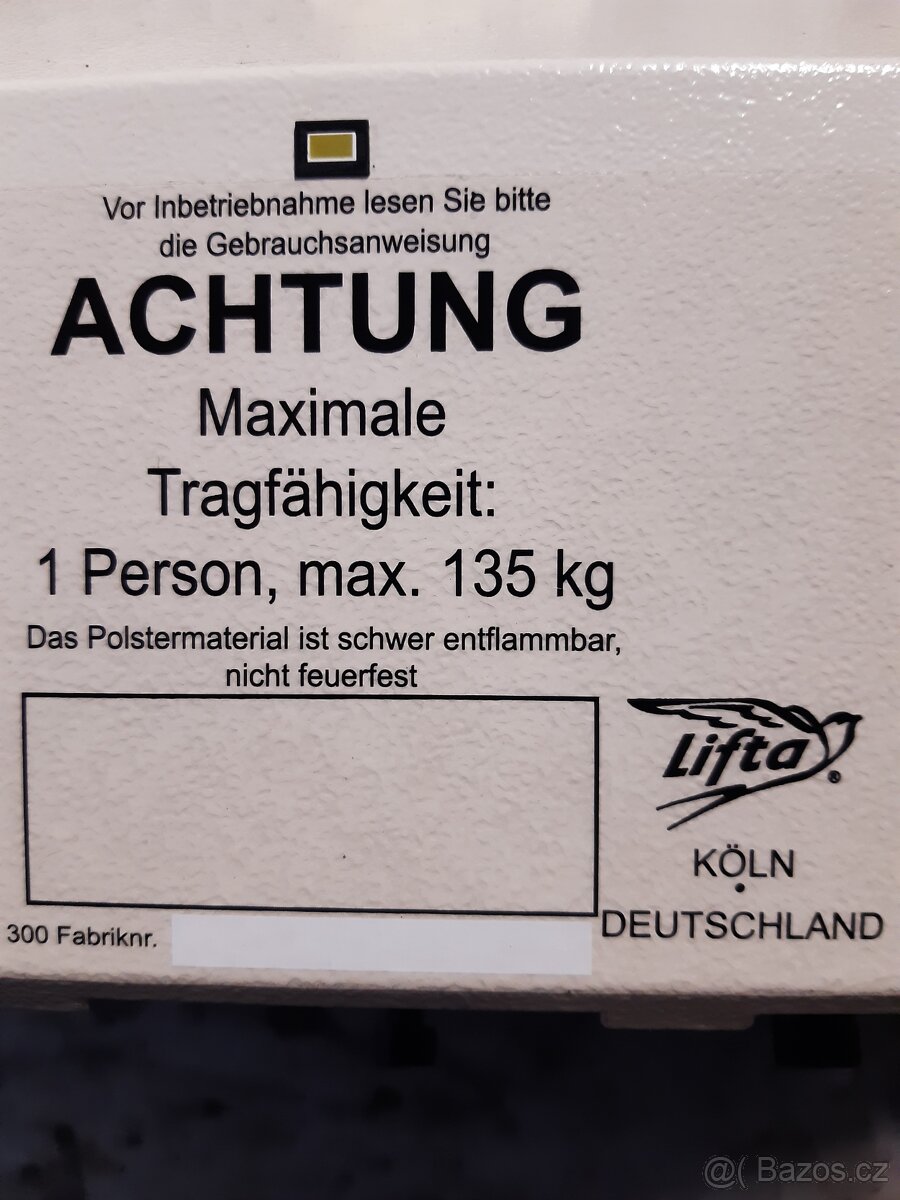 Vor Inbetriebnahme lesen Sie bitte
die Gebrauchsanweisung
ACHTUNG
Maximale
Tragfähigkeit:
1 Person, max. 135 kg
Das Polstermaterial ist schwer entflammbar,
nicht feuerfest
Lifta®
KÖLN
•
DEUTSCHLAND
300 Fabriknr.
@( Bazos.cz